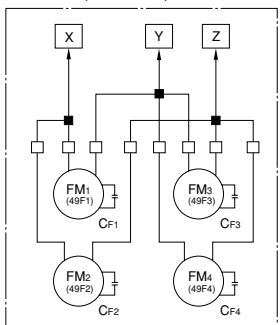 X Y Z
FM1 (49F1) CF1
FM3 (49F3) CF3
FM2 (49F2) CF2
FM4 (49F4) CF4